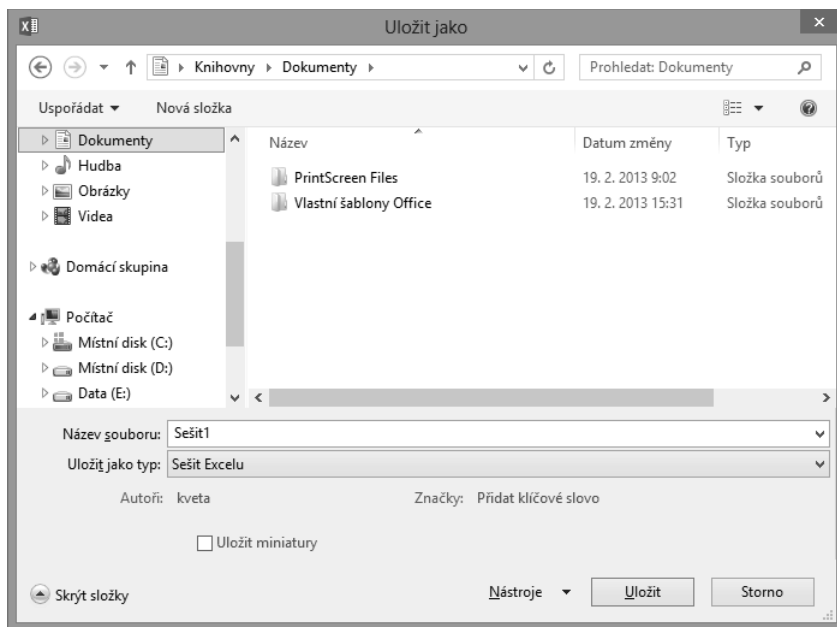 Uložit jako
Knihovny Dokumenty Prohledat: Dokumenty
Uspořádat Nová složka
Dokumenty
Hudba
Obrázky
Videa
Domácí skupina
Počítač
Místní disk (C:)
Místní disk (D:)
Data (E:)
Název Datum změny Typ
PrintScreen Files 19. 2. 2013 9:02 Složka souborů
Vlastní šablony Office 19. 2. 2013 15:31 Složka souborů
Název souboru: Sešit1
Uložit jako typ: Sešit Excelu
Autoři: kveta Značky: Přidat klíčové slovo
Uložit miniatury
Skrýt složky Nástroje Uložit Storno